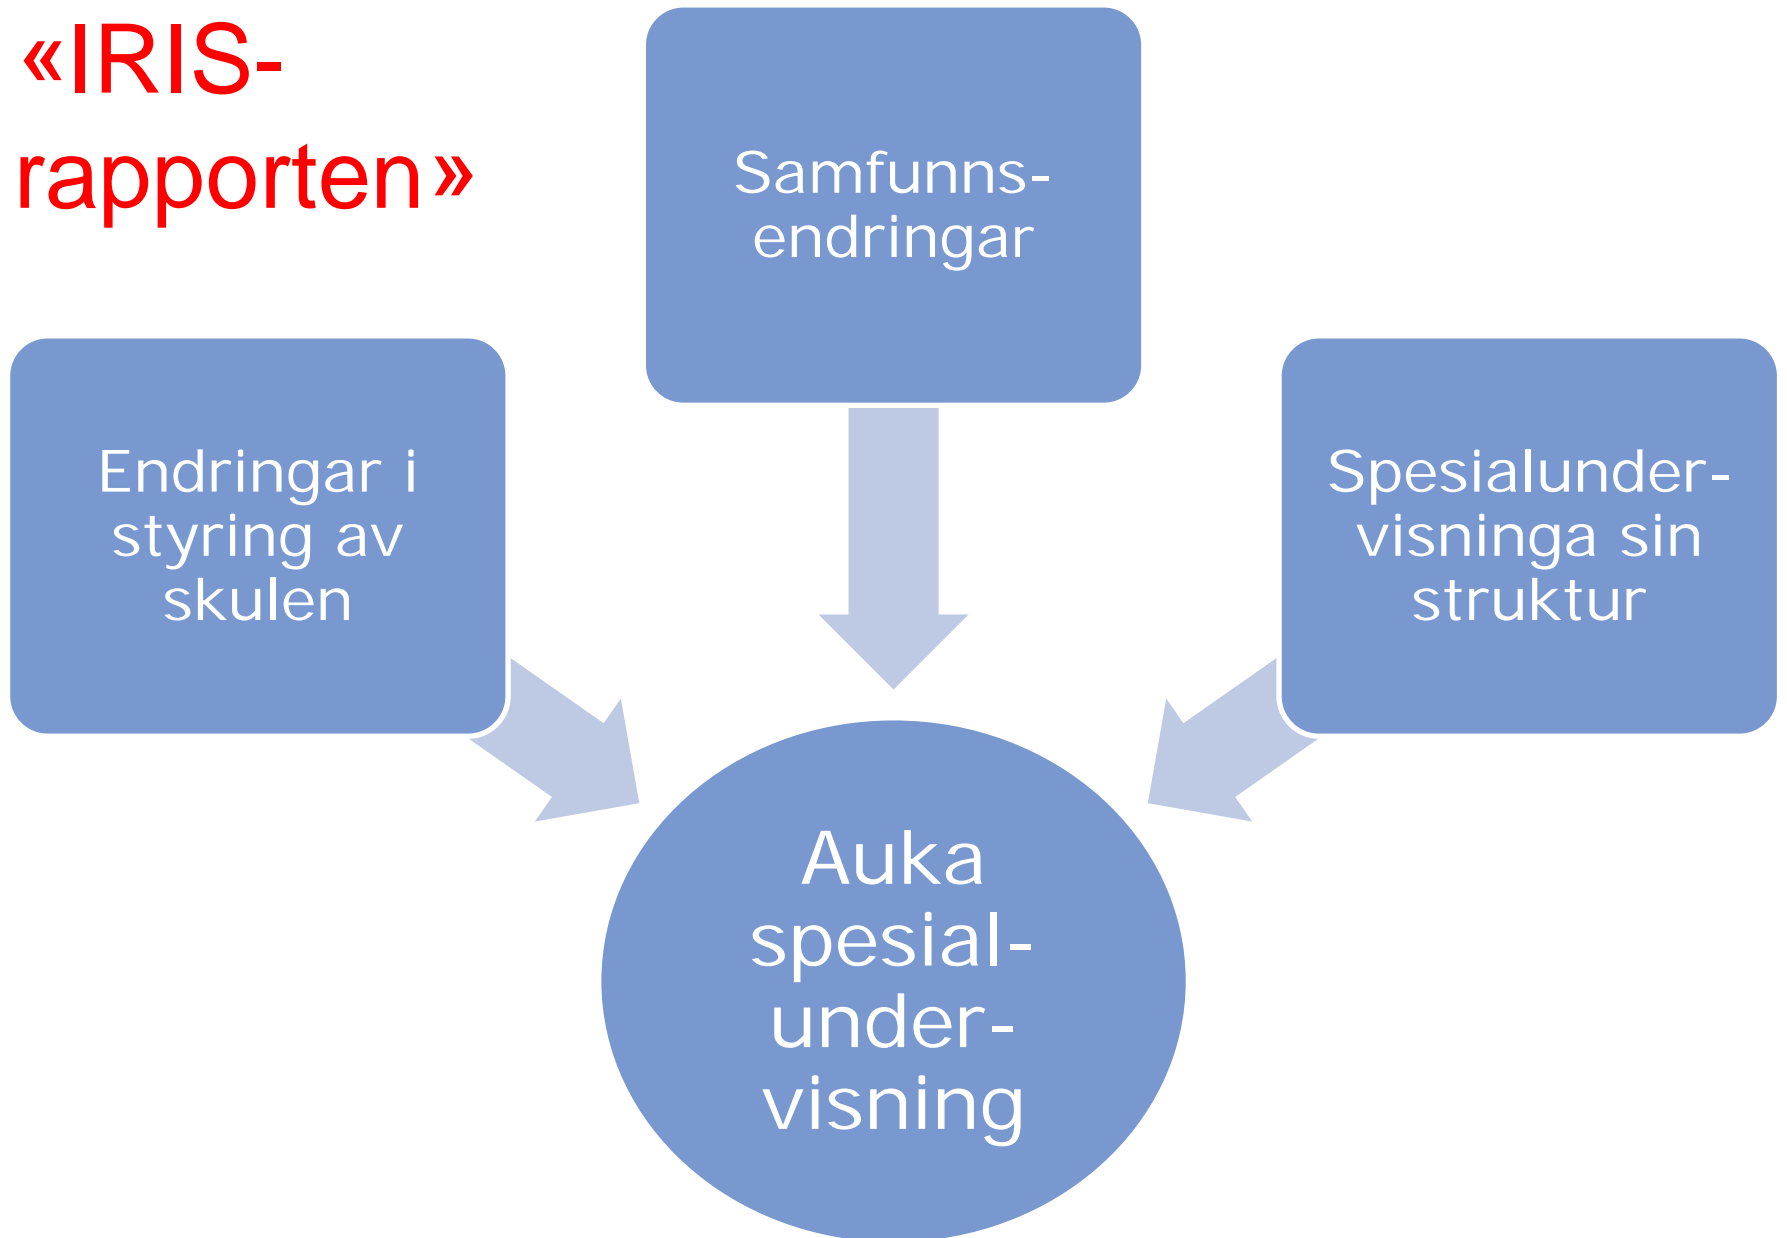 «IRIS-
rapporten»
Samfunns-
endringar
Endringar i
styring av
skulen
Spesialunder-
visninga sin
struktur
Auka
spesial-
under-
visning